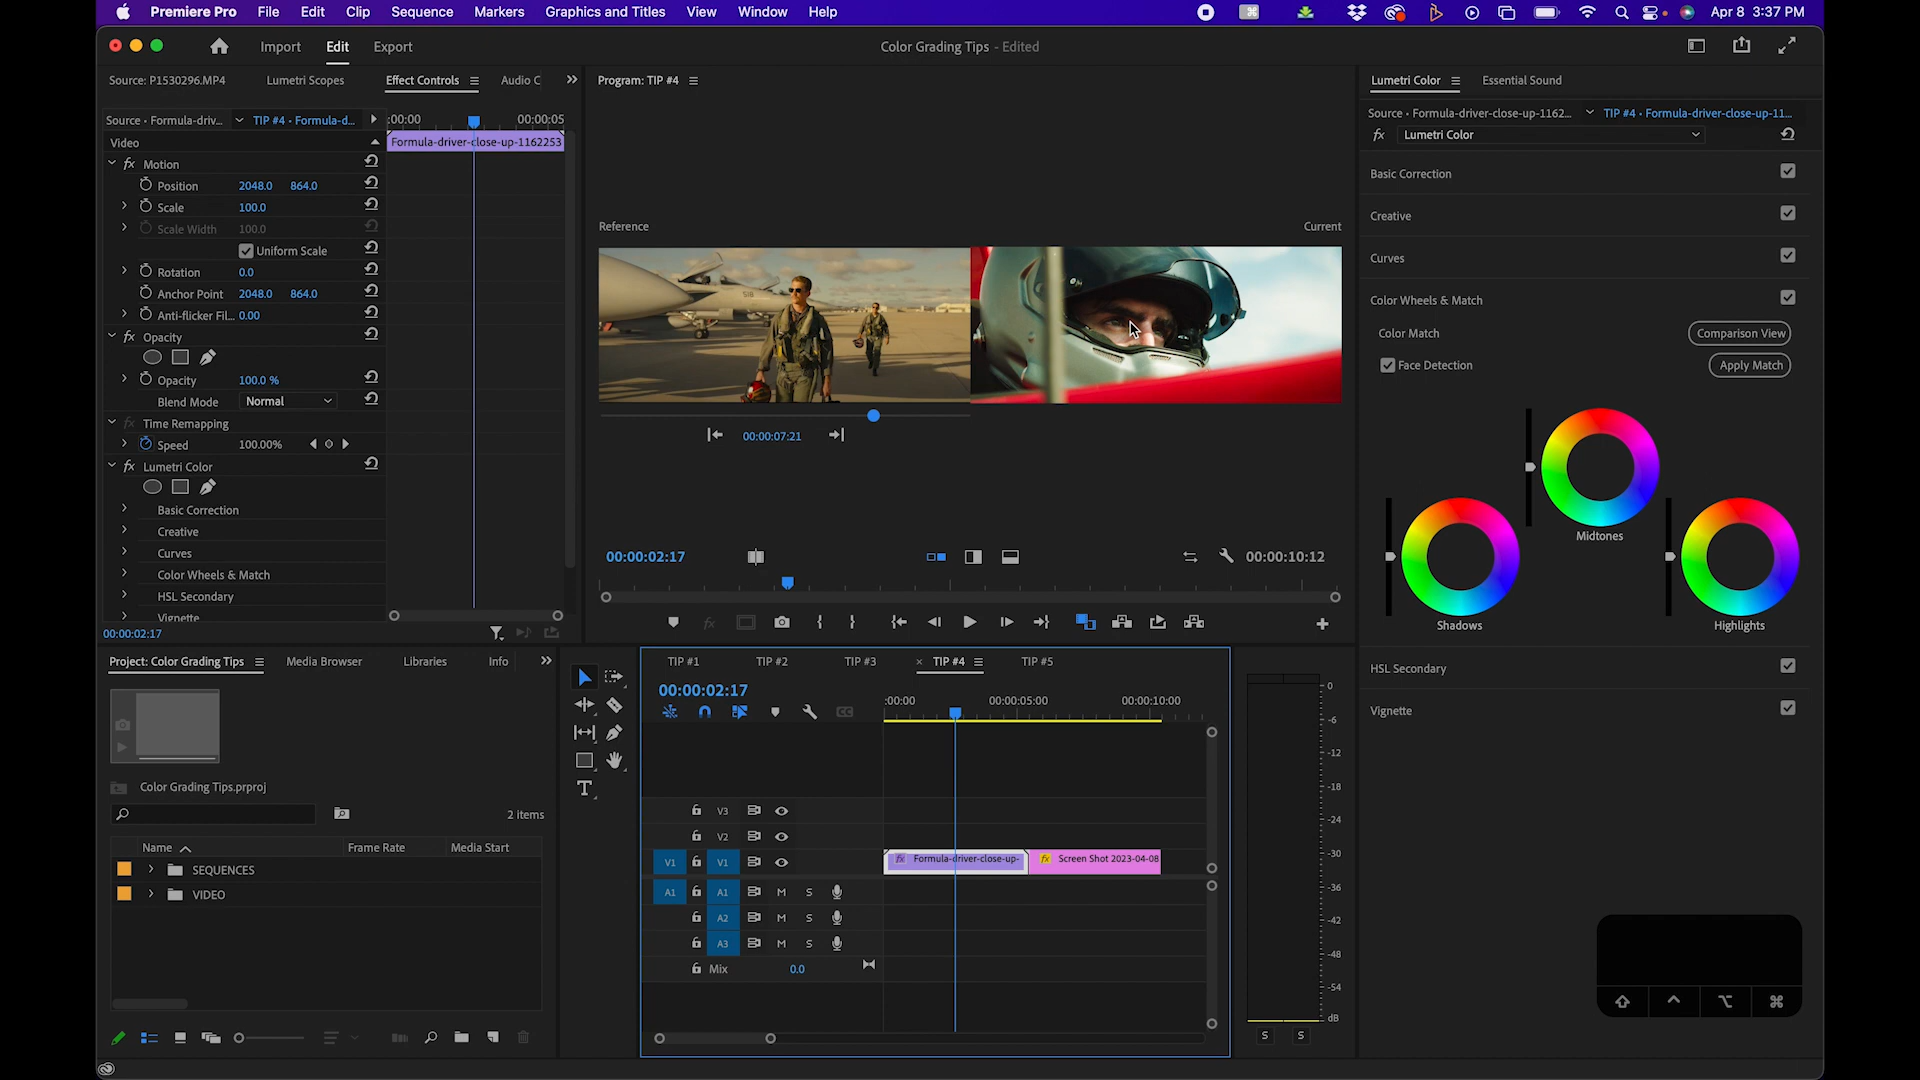 Premiere Pro File Edit Clip Sequence Markers Graphics and Titles View Window Help Apr 8 3:37 PM
Import Edit Export Color Grading Tips - Edited
Source: P1530296.MP4 Lumetri Scopes Effect Controls Audio C
Program: TIP #4
Lumetri Color Essential Sound
Source • Formula-driv... TIP #4 • Formula-d...
:00:00 00:00:05
Video
Formula-driver-close-up-1162253
fx Motion
Position 2048.0 864.0
Scale 100.0
Scale Width 100.0
Uniform Scale
Rotation 0.0
Anchor Point 2048.0 864.0
Anti-flicker Fil... 0.00
fx Opacity
Opacity 100.0 %
Blend Mode Normal
fx Time Remapping
Speed 100.00%
fx Lumetri Color
Basic Correction
Creative
Curves
Color Wheels & Match
HSL Secondary
Vignette
00:00:02:17
Reference Current
518
00:00:07:21
00:00:02:17 00:00:10:12
Source • Formula-driver-close-up-1162... TIP #4 • Formula-driver-close-up-11...
fx Lumetri Color
Basic Correction
Creative
Curves
Color Wheels & Match
Color Match Comparison View
Face Detection Apply Match
Midtones
Shadows
Highlights
HSL Secondary
Vignette
Project: Color Grading Tips Media Browser Libraries Info
Color Grading Tips.prproj
2 items
Name Frame Rate Media Start
SEQUENCES
VIDEO
TIP #1 TIP #2 TIP #3 × TIP #4 TIP #5
00:00:02:17
:00:00 00:00:05:00 00:00:10:00
CC
V3
V2
V1 V1
fx Formula-driver-close-up- fx Screen Shot 2023-04-08
A1 A1 M S
A2 M S
A3 M S
Mix 0.0
0
-6
-12
-18
-24
-30
-36
-42
-48
-54
dB
S S